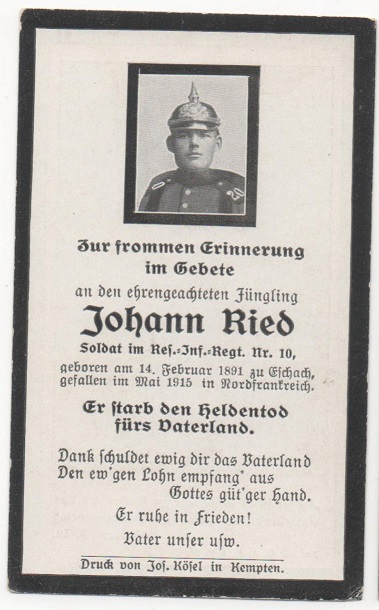 20
Zur frommen Erinnerung
im Gebete
an den ehrengeachteten Jüngling
Johann Ried
Soldat im Res.-Inf.-Regt. Nr. 10,
geboren am 14. Februar 1891 zu Eschach,
gefallen im Mai 1915 in Nordfrankreich.
Er starb den Heldentod
fürs Vaterland.
Dank schuldet ewig dir das Vaterland
Den ew'gen Lohn empfang' aus
Gottes güt'ger Hand.
Er ruhe in Frieden!
Vater unser usw.
Druck von Jos. Kösel in Kempten.